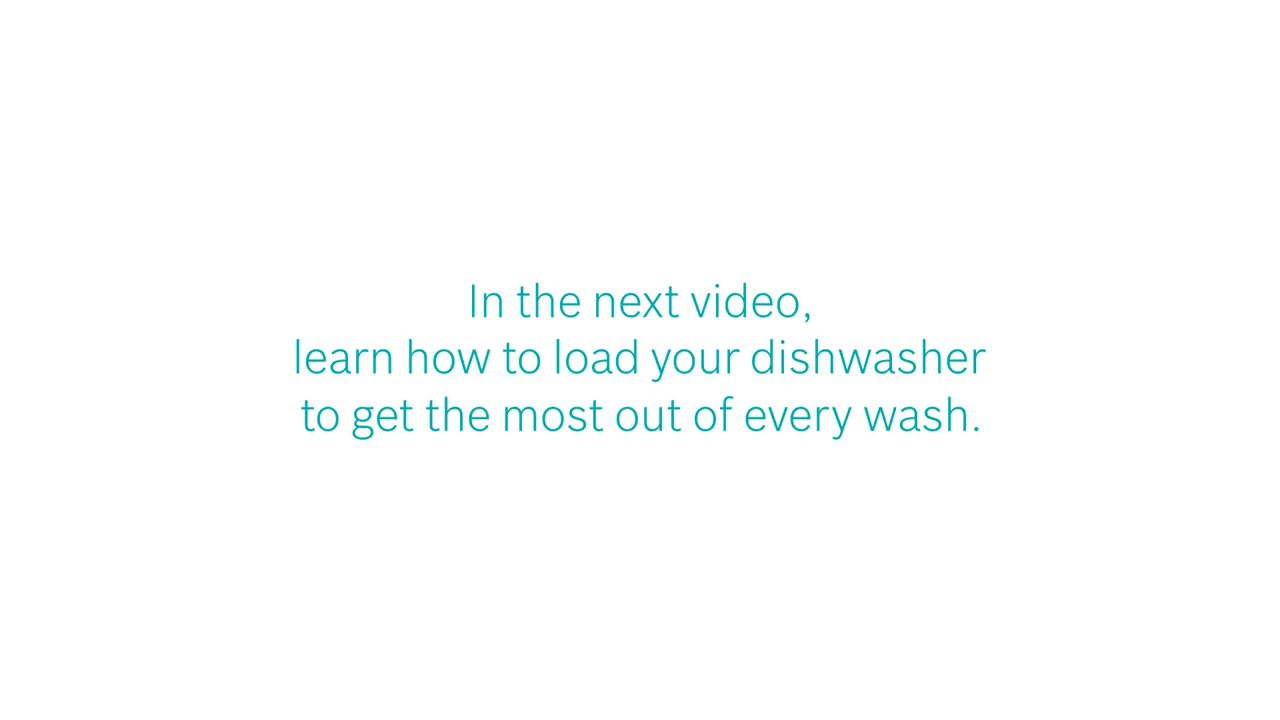 In the next video,
learn how to load your dishwasher
to get the most out of every wash.